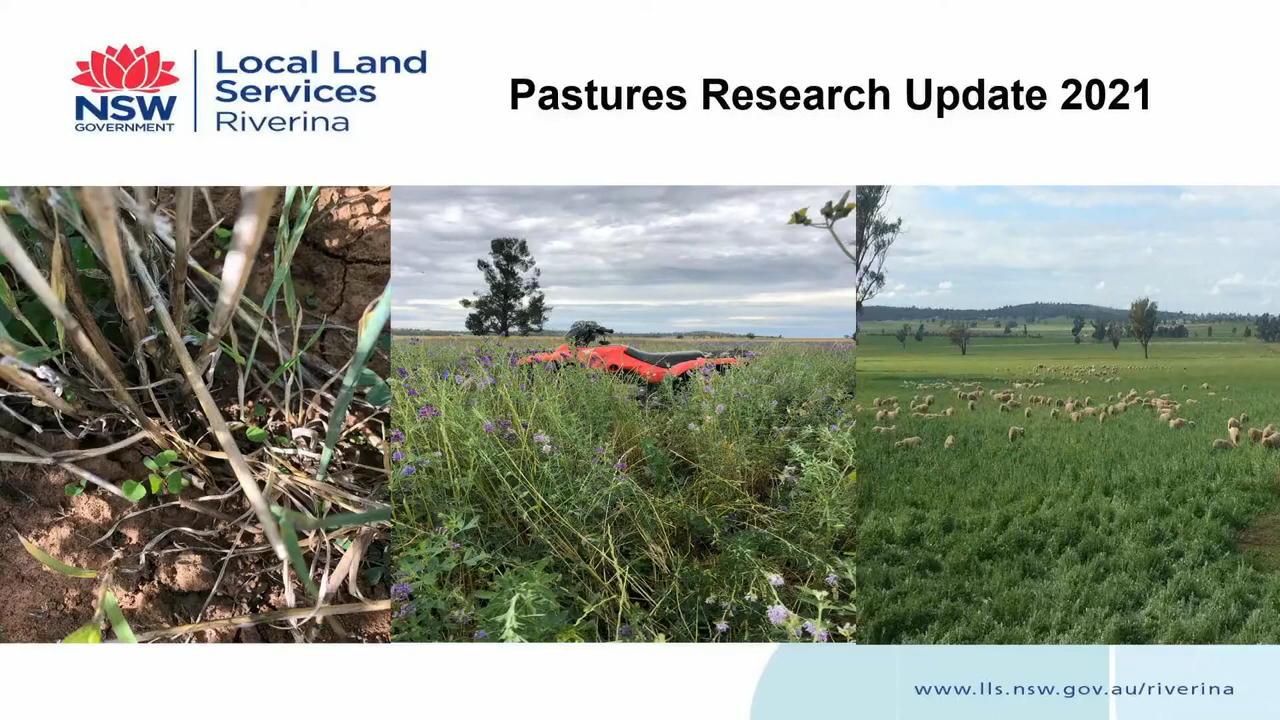 Local Land
Services
Riverina
NSW
GOVERNMENT
Pastures Research Update 2021
www.lls.nsw.gov.au/riverina